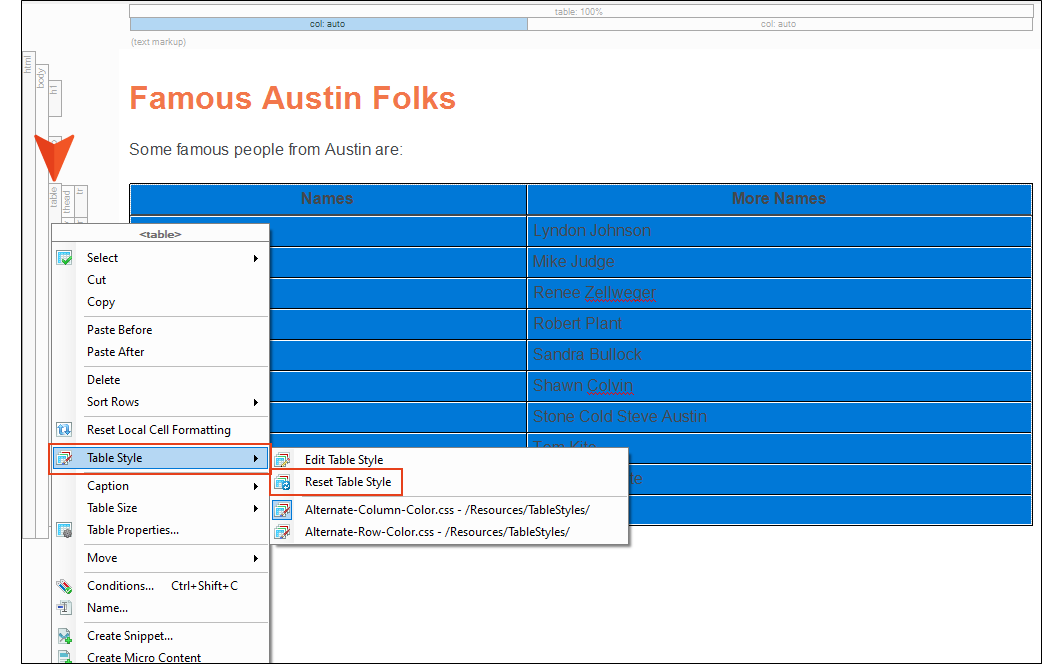 table: 100%
col: auto
col: auto
(text markup)
html
body
h1
Famous Austin Folks
Some famous people from Austin are:
table
thead
tr
Names
More Names
Lyndon Johnson
Mike Judge
Renee Zellweger
Robert Plant
Sandra Bullock
Shawn Colvin
Stone Cold Steve Austin
Tom Kite
<table>
Select
Cut
Copy
Paste Before
Paste After
Delete
Sort Rows
Reset Local Cell Formatting
Table Style
Caption
Table Size
Table Properties...
Move
Conditions... Ctrl+Shift+C
Name...
Create Snippet...
Create Micro Content
Edit Table Style
Reset Table Style
Alternate-Column-Color.css - /Resources/TableStyles/
Alternate-Row-Color.css - /Resources/TableStyles/